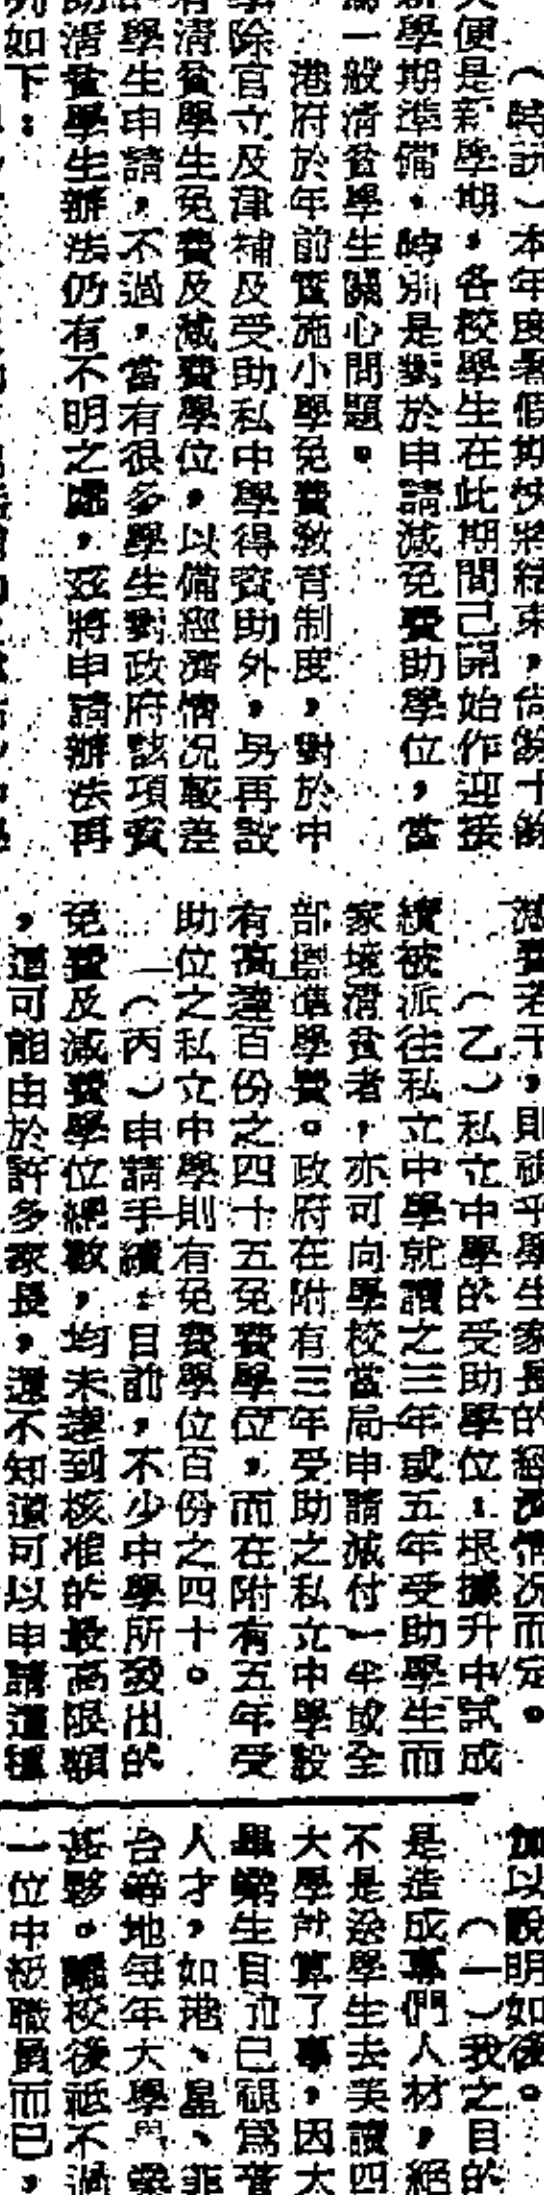 （特訊）本年度暑假期快將結束，尚餘十餘
天便是新學期，各校學生在此期間己開始作迎接
新學期準備。特別是對於申請減免費助學位，當
為一般清貧學生關心問題。
港府於年前實施小學免費教育制度，對於中
學除官立及津補及受助私中學得資助外，另再設
有清貧學生免費及減費學位，以備經濟情况較差
的學生申請，不過，當有很多學生對政府該項資
助清貧學生辦法仍有不明之處，茲將申請辦法再
列如下：
減費若干，則視乎學生家長的經濟情况而定。
（乙）私立中學的受助學位：根據升中試成
績被派往私立中學就讀之三年或五年受助學生而
家境清貧者，亦可向學校當局申請減付一半或全
部標準學費。政府在附有三年受助之私立中學設
有高達百份之四十五免費學位，而在附有五年受
助位之私立中學則有免費學位百份之四十。
（丙）申請手續：目前，不少中學所發出的
免費及減費學位總數，均未達到核准的最高限額
，這可能由於許多家長，還不知道可以申請這種
加以說明如後。
（一）我之目的
是造成專門人材，絕
不是送學生去美讀四
大學就算了事，因大
畢業生目前已視為普
人才，如港、星、菲
台等地每年大學畢業
甚夥。離校後祗不過
一位中級職員而已，